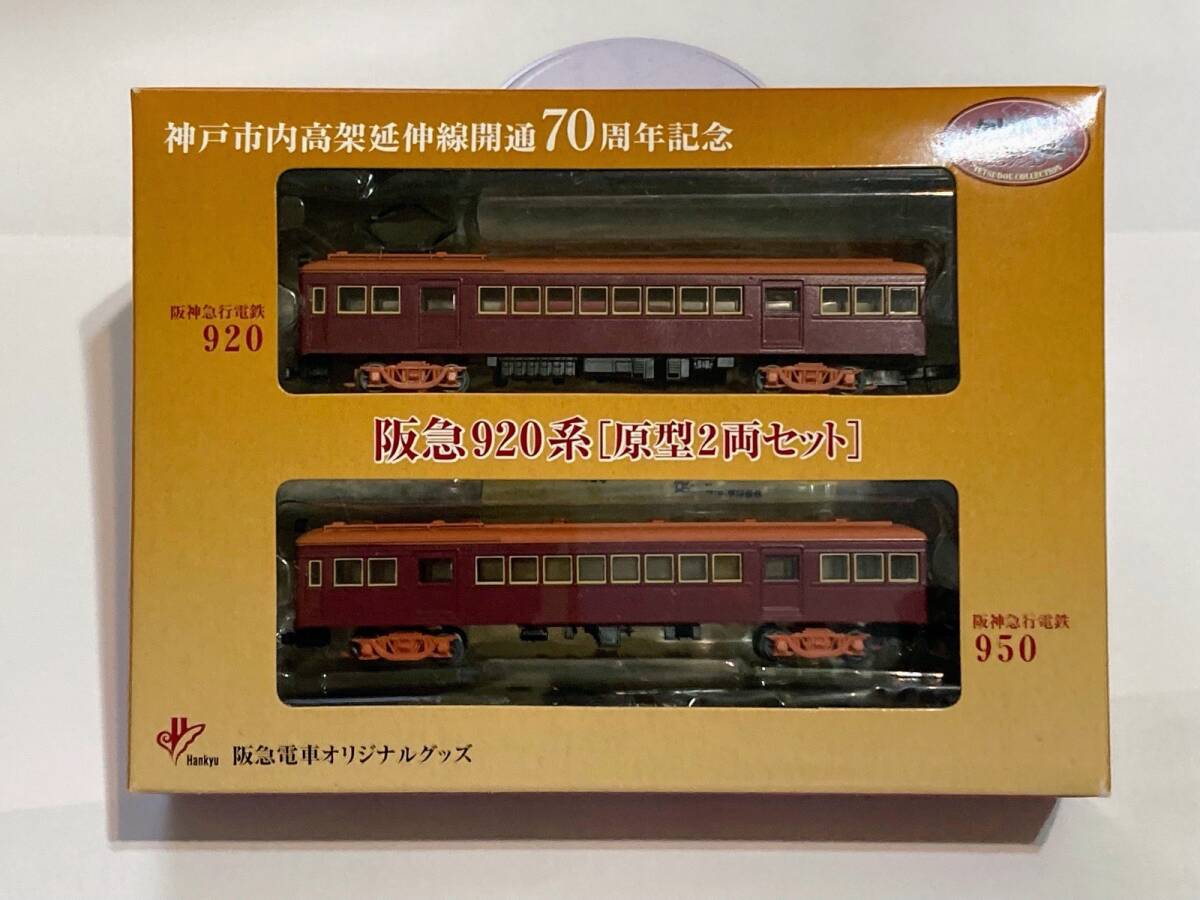 神戸市内高架延伸線開通70周年記念
TETSUDOU COLLECTION
阪神急行電鉄
920
阪急920系[原型2両セット]
阪神急行電鉄
950
Hankyu
阪急電車オリジナルグッズ